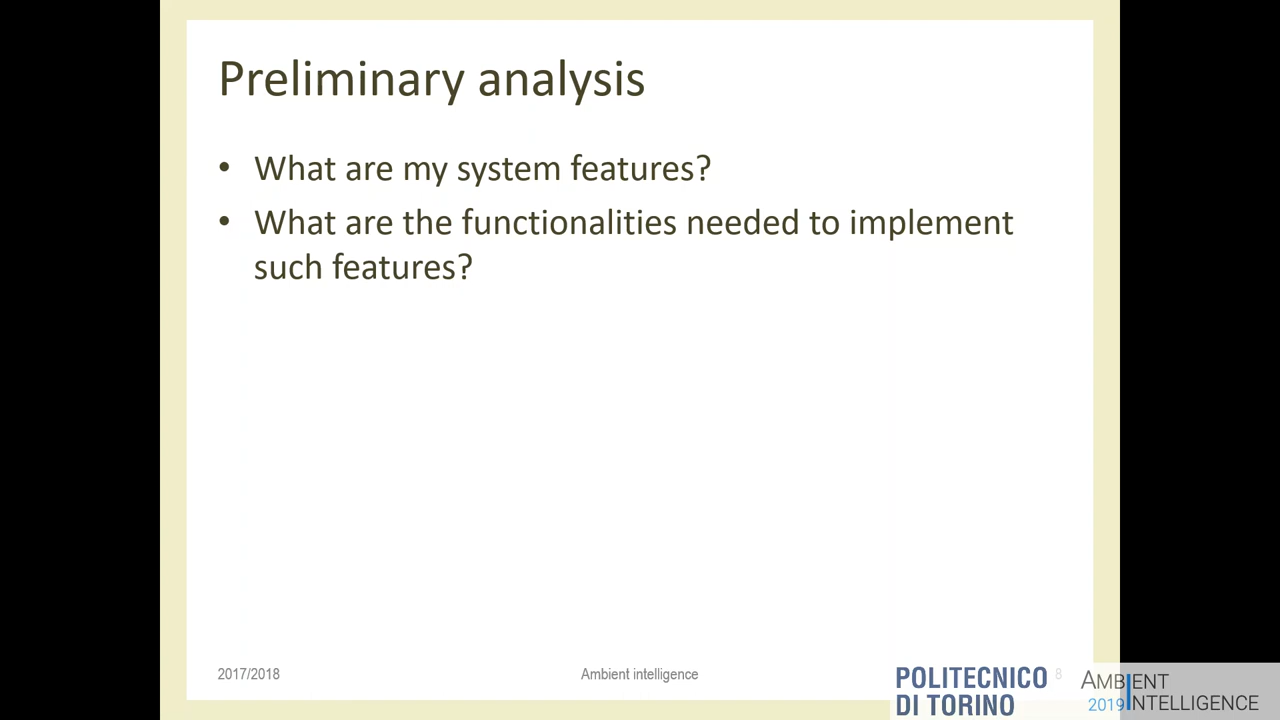 Preliminary analysis
• What are my system features?
• What are the functionalities needed to implement
such features?
2017/2018
Ambient intelligence
8
POLITECNICO
DI TORINO
AMBIENT
2019 INTELLIGENCE